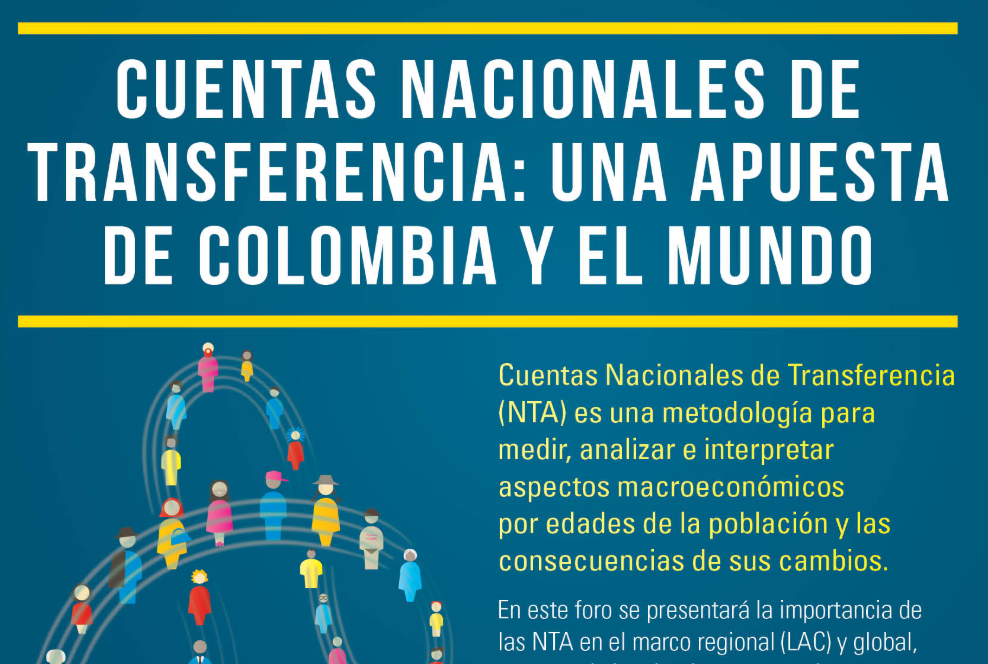 CUENTAS NACIONALES DE
TRANSFERENCIA: UNA APUESTA
DE COLOMBIA Y EL MUNDO
Cuentas Nacionales de Transferencia
(NTA) es una metodología para
medir, analizar e interpretar
aspectos macroeconómicos
por edades de la población y las
consecuencias de sus cambios.
En este foro se presentará la importancia de
las NTA en el marco regional (LAC) y global,